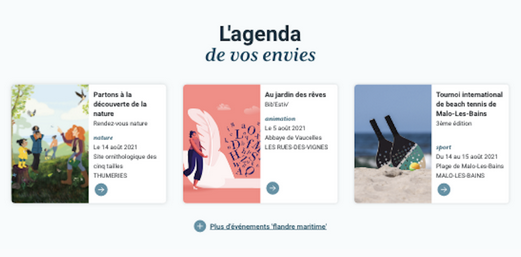 L'agenda
de vos envies
Partons à la
découverte de la
nature
Rendez-vous nature
nature
Le 14 août 2021
Site ornithologique des
cinq tailles
THUMERIES
Au jardin des rêves
Bib'Estiv'
animation
Le 5 août 2021
Abbaye de Vaucelles
LES RUES-DES-VIGNES
Tournoi international
de beach tennis de
Malo-Les-Bains
3ème édition
sport
Du 14 au 15 août 2021
Plage de Malo-Les-Bains
MALO-LES-BAINS
Plus d'événements 'flandre maritime'